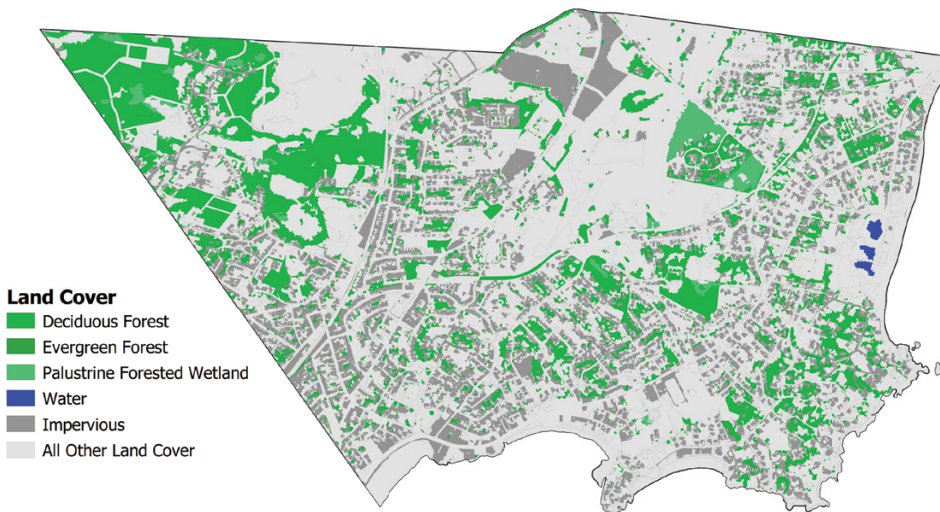 Land Cover
Deciduous Forest
Evergreen Forest
Palustrine Forested Wetland
Water
Impervious
All Other Land Cover